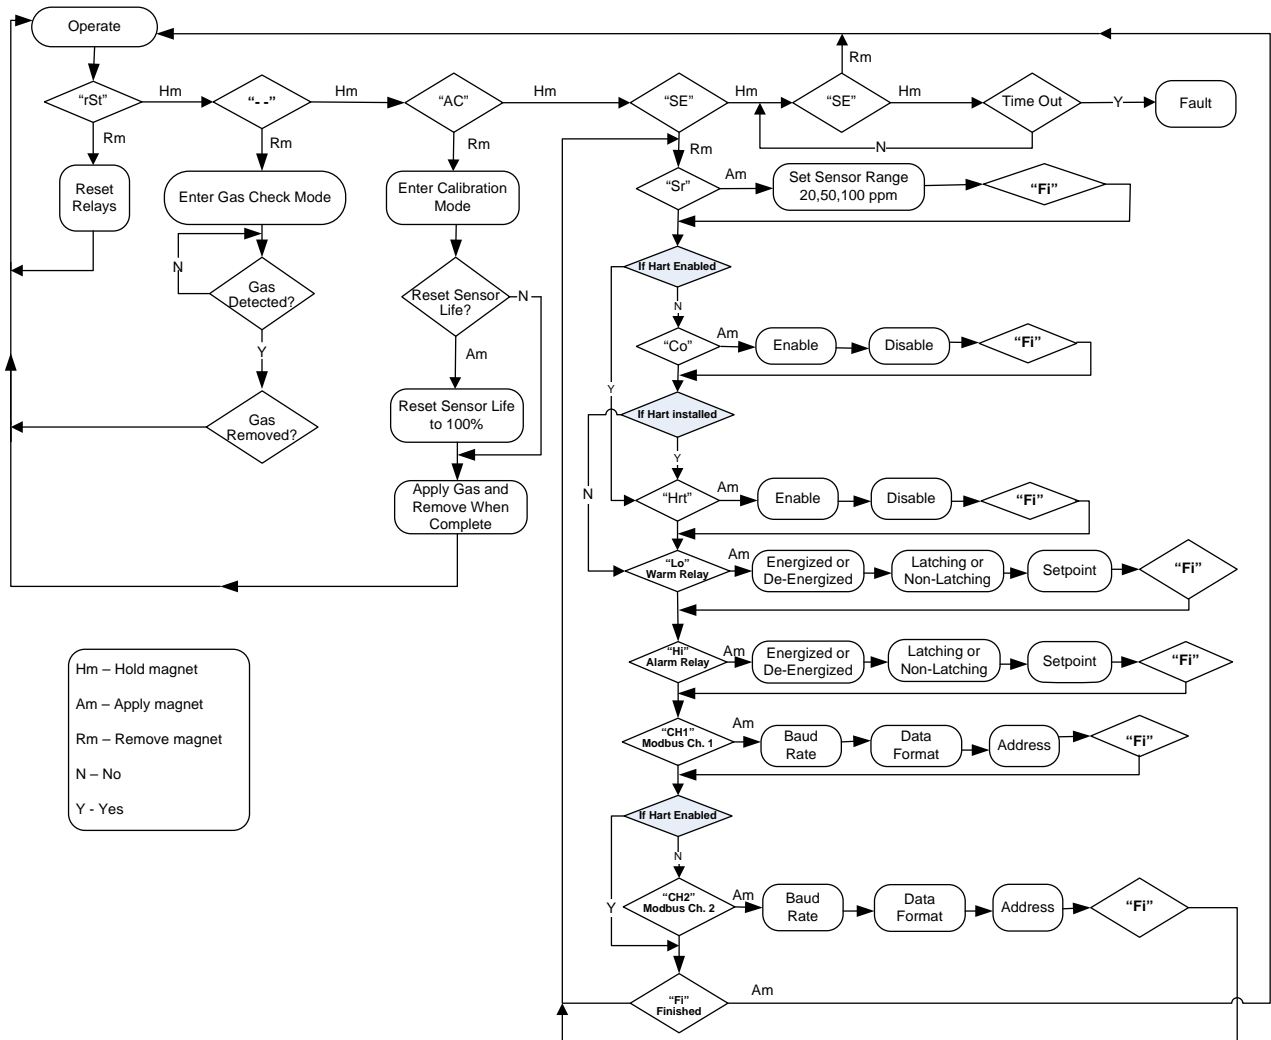 Operate
Rm
"rSt"
Hm
"- -"
Hm
"AC"
Hm
"SE"
Hm
"SE"
Hm
Time Out
Y
Fault
N
Rm
Rm
Rm
Rm
Reset
Relays
Enter Gas Check Mode
Enter Calibration
Mode
"Sr"
Am
Set Sensor Range
20,50,100 ppm
"Fi"
N
Gas
Detected?
Y
Gas
Removed?
Reset Sensor
Life?
N
Am
Reset Sensor Life
to 100%
Apply Gas and
Remove When
Complete
If Hart Enabled
N
Y
"Co"
Am
Enable
Disable
"Fi"
If Hart installed
Y
N
"Hrt"
Am
Enable
Disable
"Fi"
"Lo"
Warm Relay
Am
Energized or
De-Energized
Latching or
Non-Latching
Setpoint
"Fi"
"Hi"
Alarm Relay
Am
Energized or
De-Energized
Latching or
Non-Latching
Setpoint
"Fi"
"CH1"
Modbus Ch. 1
Am
Baud
Rate
Data
Format
Address
"Fi"
If Hart Enabled
N
Y
"CH2"
Modbus Ch. 2
Am
Baud
Rate
Data
Format
Address
"Fi"
"Fi"
Finished
Am
Hm – Hold magnet
Am – Apply magnet
Rm – Remove magnet
N – No
Y - Yes